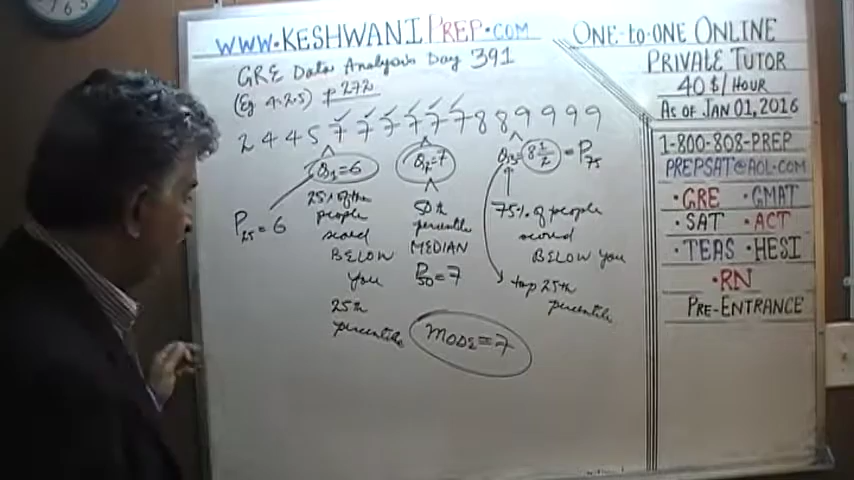 www.KESHWANIPREP.COM
GRE Data Analysis Day 391
(Eg 4.2.5) p 272
2 4 4 5 7 7 7 7 7 7 8 8 9 9 9 9
Q1=6
Q2=7
Q3= 8 1/2 = P75
P25=6
25% of the
people
scored
BELOW
you
25th
percentile
50th
percentile
MEDIAN
P50=7
75% of people
scored
BELOW you
top 25th
percentile
MODE=7
ONE-to-ONE ONLINE
PRIVATE TUTOR
40 $/HOUR
AS OF JAN 01, 2016
1-800-808-PREP
PREPSAT@AOL.COM
•GRE •GMAT
•SAT •ACT
•TEAS •HESI
•RN
PRE-ENTRANCE